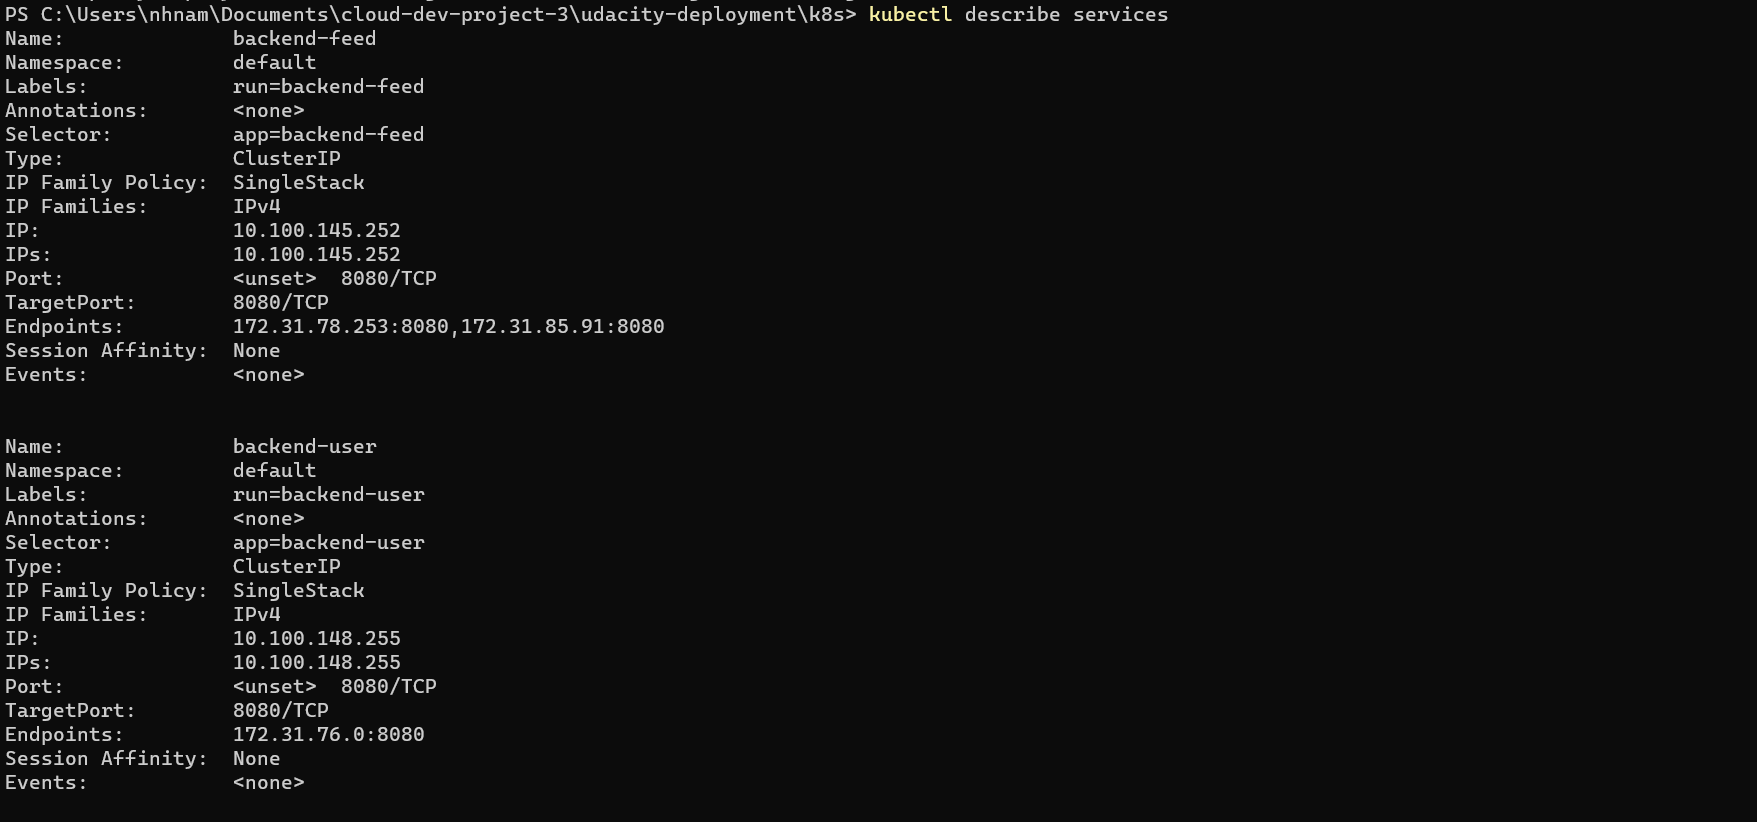 PS C:\Users\nhnam\Documents\cloud-dev-project-3\udacity-deployment\k8s> kubectl describe services
Name:              backend-feed
Namespace:         default
Labels:            run=backend-feed
Annotations:       <none>
Selector:          app=backend-feed
Type:              ClusterIP
IP Family Policy:  SingleStack
IP Families:       IPv4
IP:                10.100.145.252
IPs:               10.100.145.252
Port:              <unset>  8080/TCP
TargetPort:        8080/TCP
Endpoints:         172.31.78.253:8080,172.31.85.91:8080
Session Affinity:  None
Events:            <none>
Name:              backend-user
Namespace:         default
Labels:            run=backend-user
Annotations:       <none>
Selector:          app=backend-user
Type:              ClusterIP
IP Family Policy:  SingleStack
IP Families:       IPv4
IP:                10.100.148.255
IPs:               10.100.148.255
Port:              <unset>  8080/TCP
TargetPort:        8080/TCP
Endpoints:         172.31.76.0:8080
Session Affinity:  None
Events:            <none>